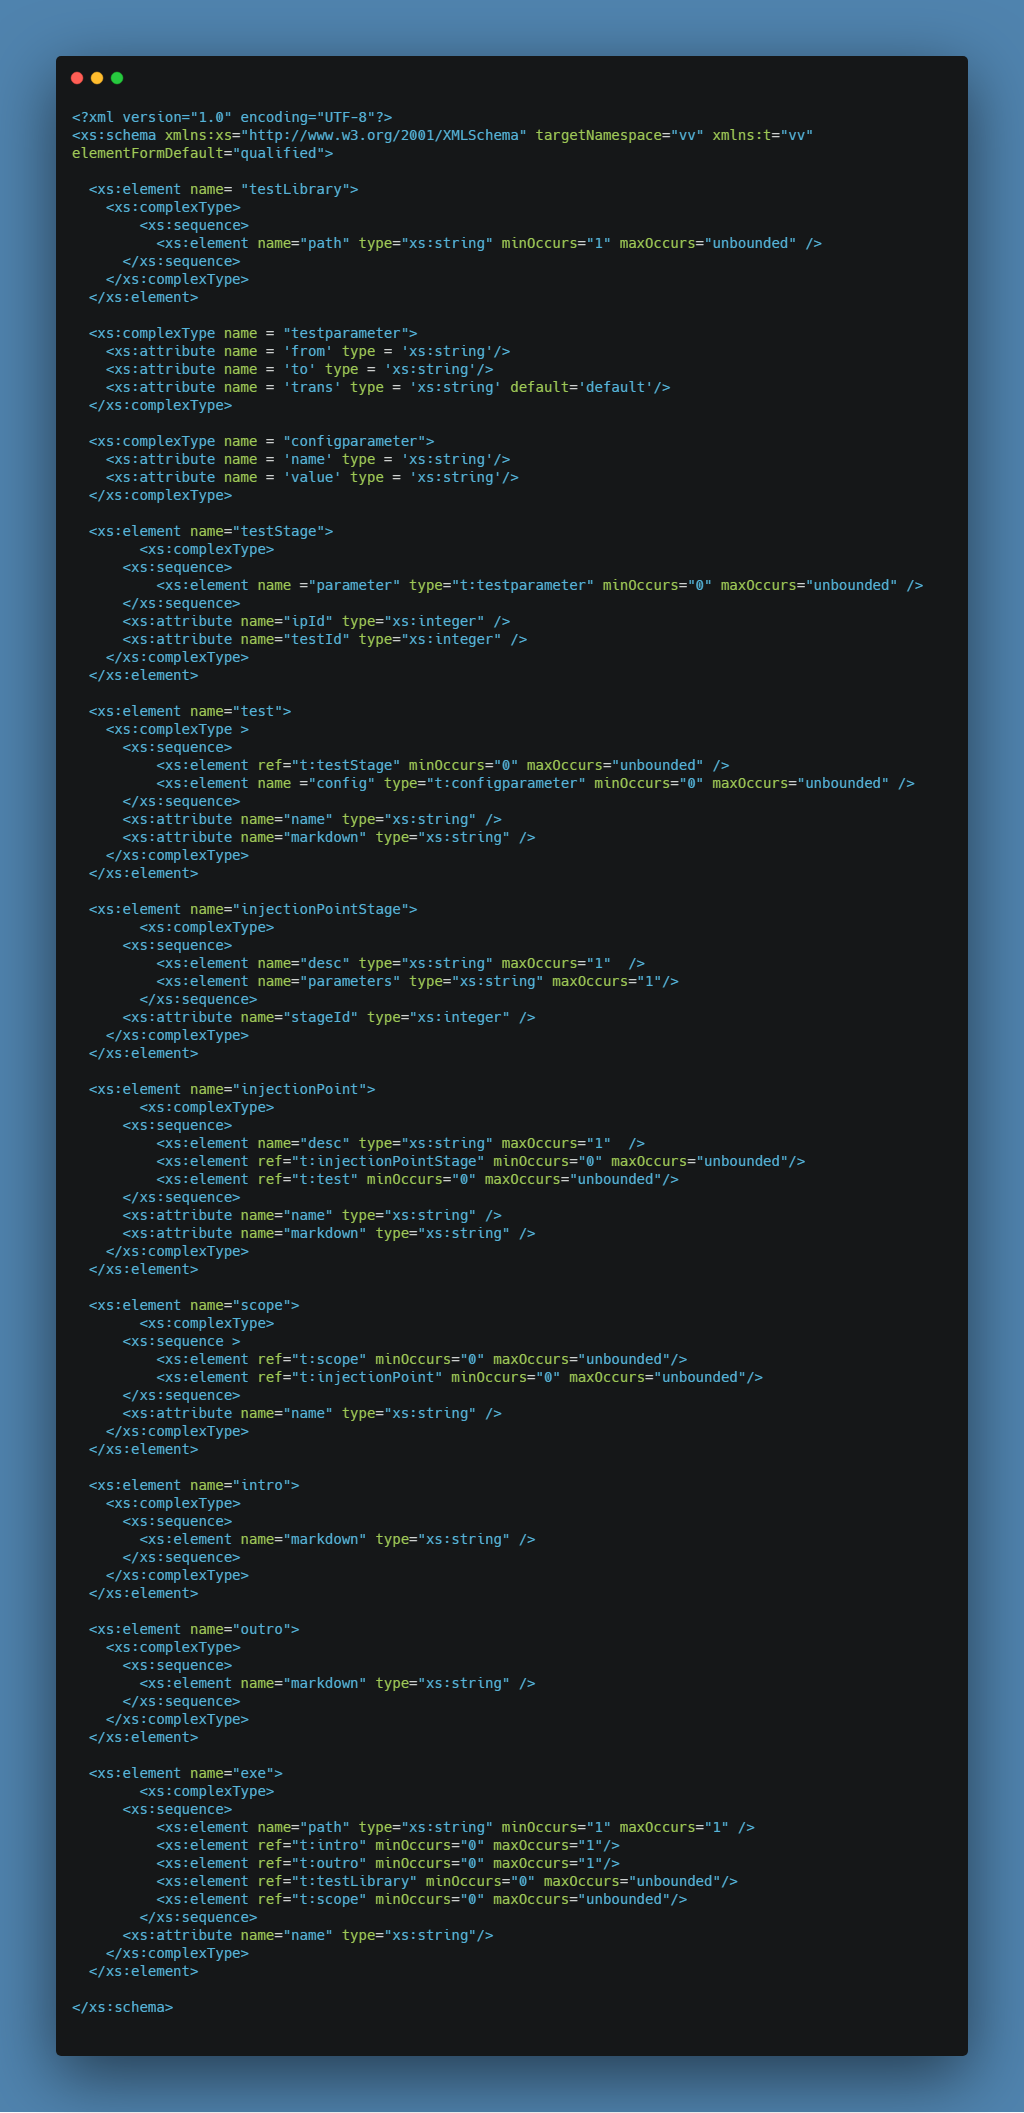 <?xml version="1.0" encoding="UTF-8"?>
<xs:schema xmlns:xs="http://www.w3.org/2001/XMLSchema" targetNamespace="vv" xmlns:t="vv"
elementFormDefault="qualified">

  <xs:element name= "testLibrary">
    <xs:complexType>
        <xs:sequence>
          <xs:element name="path" type="xs:string" minOccurs="1" maxOccurs="unbounded" />
      </xs:sequence>
    </xs:complexType>
  </xs:element>

  <xs:complexType name = "testparameter">
    <xs:attribute name = 'from' type = 'xs:string'/>
    <xs:attribute name = 'to' type = 'xs:string'/>
    <xs:attribute name = 'trans' type = 'xs:string' default='default'/>
  </xs:complexType>

  <xs:complexType name = "configparameter">
    <xs:attribute name = 'name' type = 'xs:string'/>
    <xs:attribute name = 'value' type = 'xs:string'/>
  </xs:complexType>

  <xs:element name="testStage">
        <xs:complexType>
      <xs:sequence>
          <xs:element name ="parameter" type="t:testparameter" minOccurs="0" maxOccurs="unbounded" />
      </xs:sequence>
      <xs:attribute name="ipId" type="xs:integer" />
      <xs:attribute name="testId" type="xs:integer" />
    </xs:complexType>
  </xs:element>

  <xs:element name="test">
    <xs:complexType >
      <xs:sequence>
          <xs:element ref="t:testStage" minOccurs="0" maxOccurs="unbounded" />
          <xs:element name ="config" type="t:configparameter" minOccurs="0" maxOccurs="unbounded" />
      </xs:sequence>
      <xs:attribute name="name" type="xs:string" />
      <xs:attribute name="markdown" type="xs:string" />
    </xs:complexType>
  </xs:element>

  <xs:element name="injectionPointStage">
        <xs:complexType>
      <xs:sequence>
          <xs:element name="desc" type="xs:string" maxOccurs="1"  />
          <xs:element name="parameters" type="xs:string" maxOccurs="1"/>
        </xs:sequence>
      <xs:attribute name="stageId" type="xs:integer" />
    </xs:complexType>
  </xs:element>

  <xs:element name="injectionPoint">
        <xs:complexType>
      <xs:sequence>
          <xs:element name="desc" type="xs:string" maxOccurs="1"  />
          <xs:element ref="t:injectionPointStage" minOccurs="0" maxOccurs="unbounded"/>
          <xs:element ref="t:test" minOccurs="0" maxOccurs="unbounded"/>
      </xs:sequence>
      <xs:attribute name="name" type="xs:string" />
      <xs:attribute name="markdown" type="xs:string" />
    </xs:complexType>
  </xs:element>

  <xs:element name="scope">
        <xs:complexType>
      <xs:sequence >
          <xs:element ref="t:scope" minOccurs="0" maxOccurs="unbounded"/>
          <xs:element ref="t:injectionPoint" minOccurs="0" maxOccurs="unbounded"/>
      </xs:sequence>
      <xs:attribute name="name" type="xs:string" />
    </xs:complexType>
  </xs:element>

  <xs:element name="intro">
    <xs:complexType>
      <xs:sequence>
        <xs:element name="markdown" type="xs:string" />
      </xs:sequence>
    </xs:complexType>
  </xs:element>

  <xs:element name="outro">
    <xs:complexType>
      <xs:sequence>
        <xs:element name="markdown" type="xs:string" />
      </xs:sequence>
    </xs:complexType>
  </xs:element>

  <xs:element name="exe">
        <xs:complexType>
      <xs:sequence>
          <xs:element name="path" type="xs:string" minOccurs="1" maxOccurs="1" />
          <xs:element ref="t:intro" minOccurs="0" maxOccurs="1"/>
          <xs:element ref="t:outro" minOccurs="0" maxOccurs="1"/>
          <xs:element ref="t:testLibrary" minOccurs="0" maxOccurs="unbounded"/>
          <xs:element ref="t:scope" minOccurs="0" maxOccurs="unbounded"/>
        </xs:sequence>
      <xs:attribute name="name" type="xs:string"/>
    </xs:complexType>
  </xs:element>

</xs:schema>